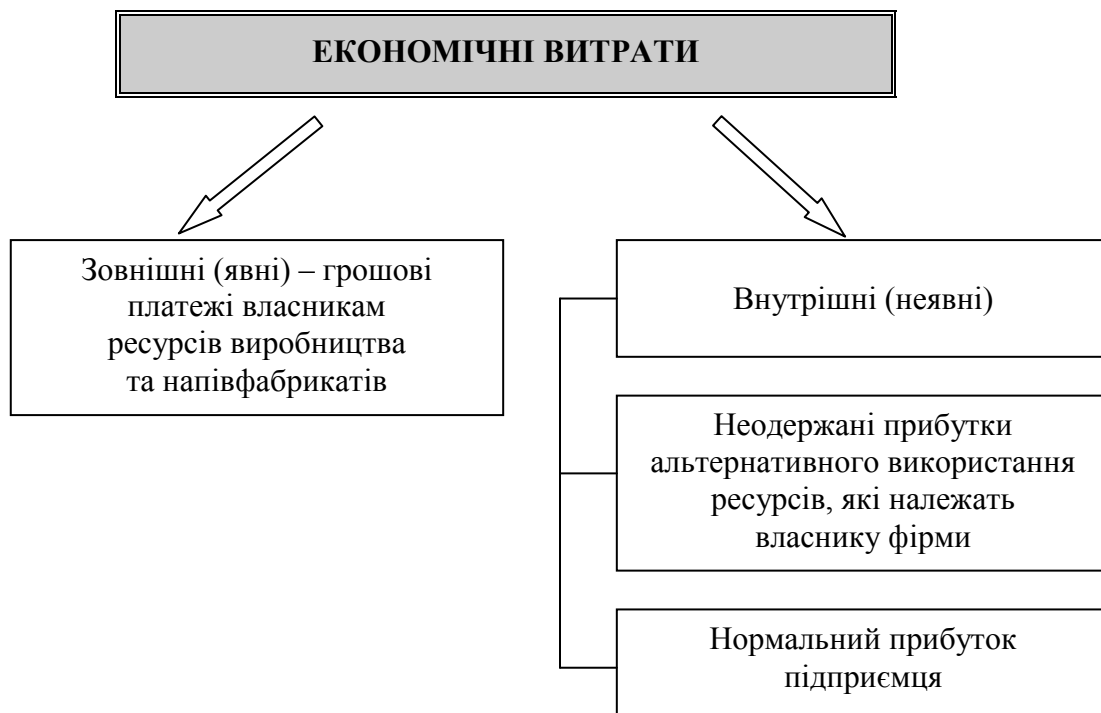 ЕКОНОМІЧНІ ВИТРАТИ
Зовнішні (явні) – грошові
платежі власникам
ресурсів виробництва
та напівфабрикатів
Внутрішні (неявні)
Неодержані прибутки
альтернативного використання
ресурсів, які належать
власнику фірми
Нормальний прибуток
підприємця